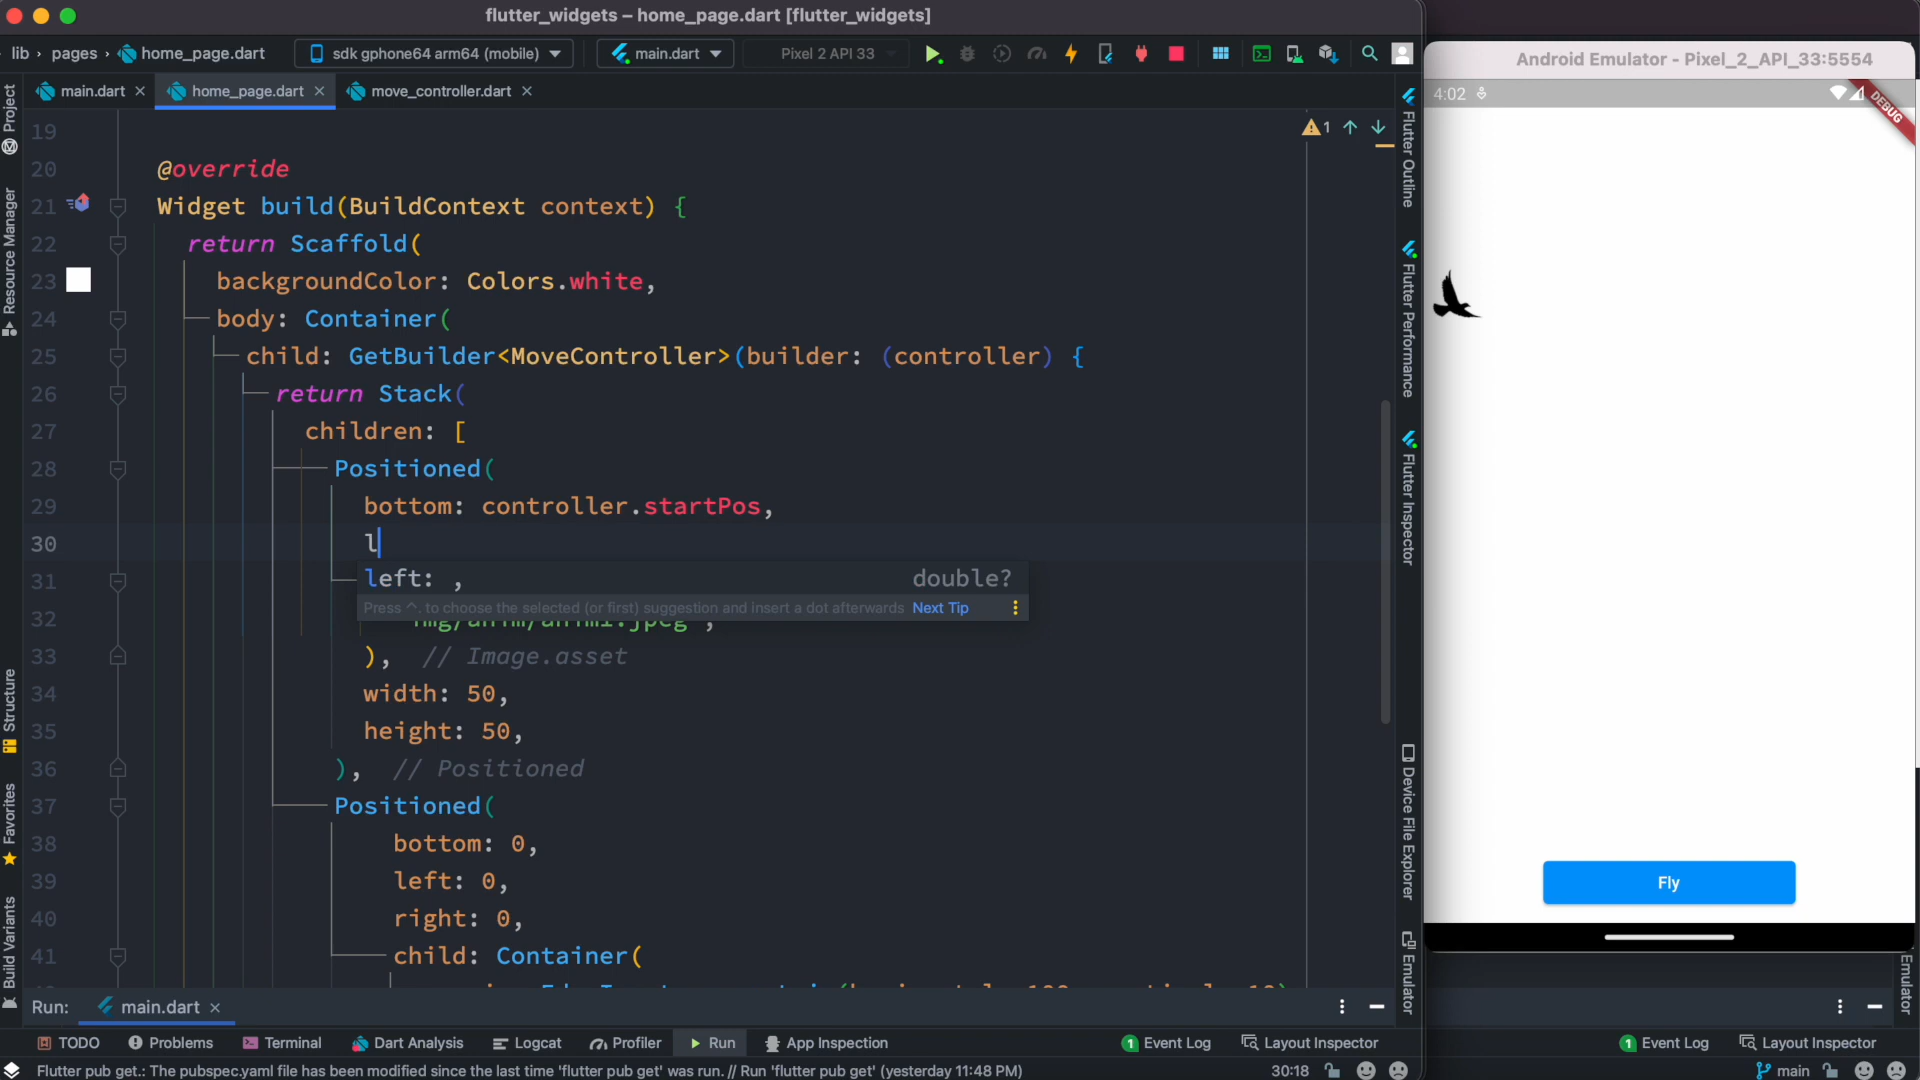 flutter_widgets – home_page.dart [flutter_widgets]
lib › pages › home_page.dart
sdk gphone64 arm64 (mobile)
main.dart
Pixel 2 API 33
main.dart
home_page.dart
move_controller.dart
19
20 @override
21 Widget build(BuildContext context) {
22 return Scaffold(
23 backgroundColor: Colors.white,
24 body: Container(
25 child: GetBuilder<MoveController>(builder: (controller) {
26 return Stack(
27 children: [
28 Positioned(
29 bottom: controller.startPos,
30 l
left: , double?
31
Press ^. to choose the selected (or first) suggestion and insert a dot afterwards Next Tip
32
33 ), // Image.asset
34 width: 50,
35 height: 50,
36 ), // Positioned
37 Positioned(
38 bottom: 0,
39 left: 0,
40 right: 0,
41 child: Container(
1
Project
Resource Manager
Structure
Favorites
Build Variants
Flutter Outline
Flutter Performance
Flutter Inspector
Device File Explorer
Emulator
Run: main.dart
TODO Problems Terminal Dart Analysis Logcat Profiler Run App Inspection 1 Event Log Layout Inspector
Flutter pub get.: The pubspec.yaml file has been modified since the last time 'flutter pub get' was run. // Run 'flutter pub get' (yesterday 11:48 PM) 30:18
Android Emulator - Pixel_2_API_33:5554
4:02
DEBUG
Fly
Emulator
1 Event Log Layout Inspector
main